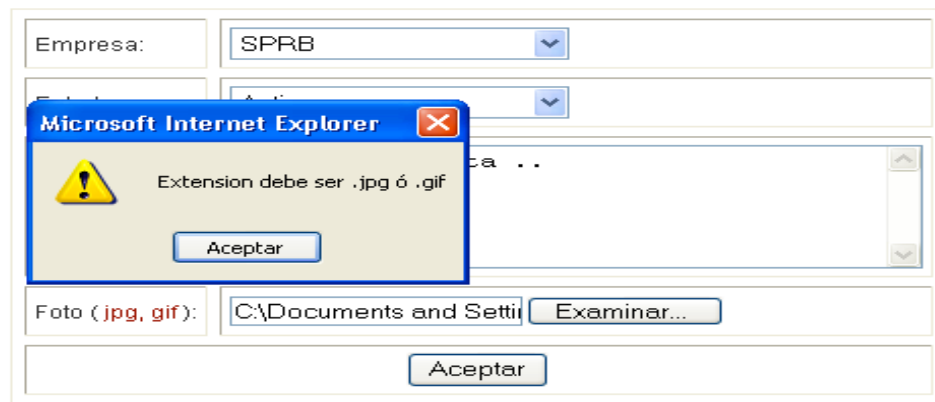 Empresa: SPRB
Microsoft Internet Explorer
Extension debe ser .jpg ó .gif
Aceptar
..
Foto (jpg, gif): C:\Documents and Setti Examinar...
Aceptar